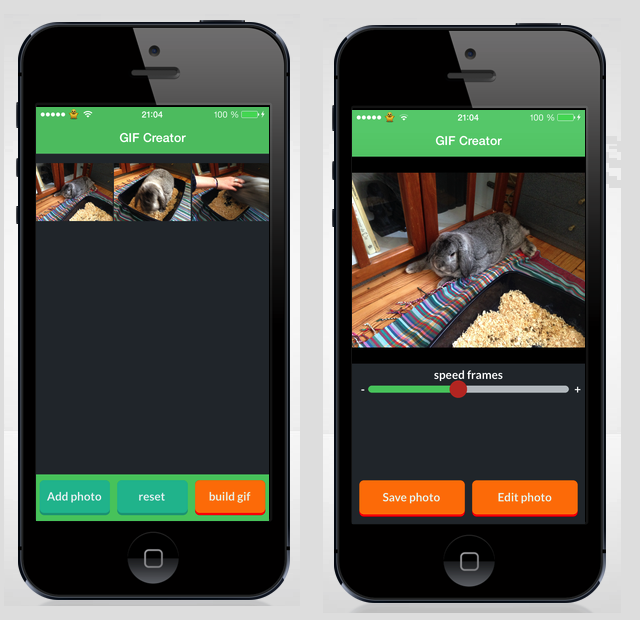 21:04
100 %
GIF Creator
Add photo
reset
build gif
21:04
100 %
GIF Creator
speed frames
-
+
Save photo
Edit photo